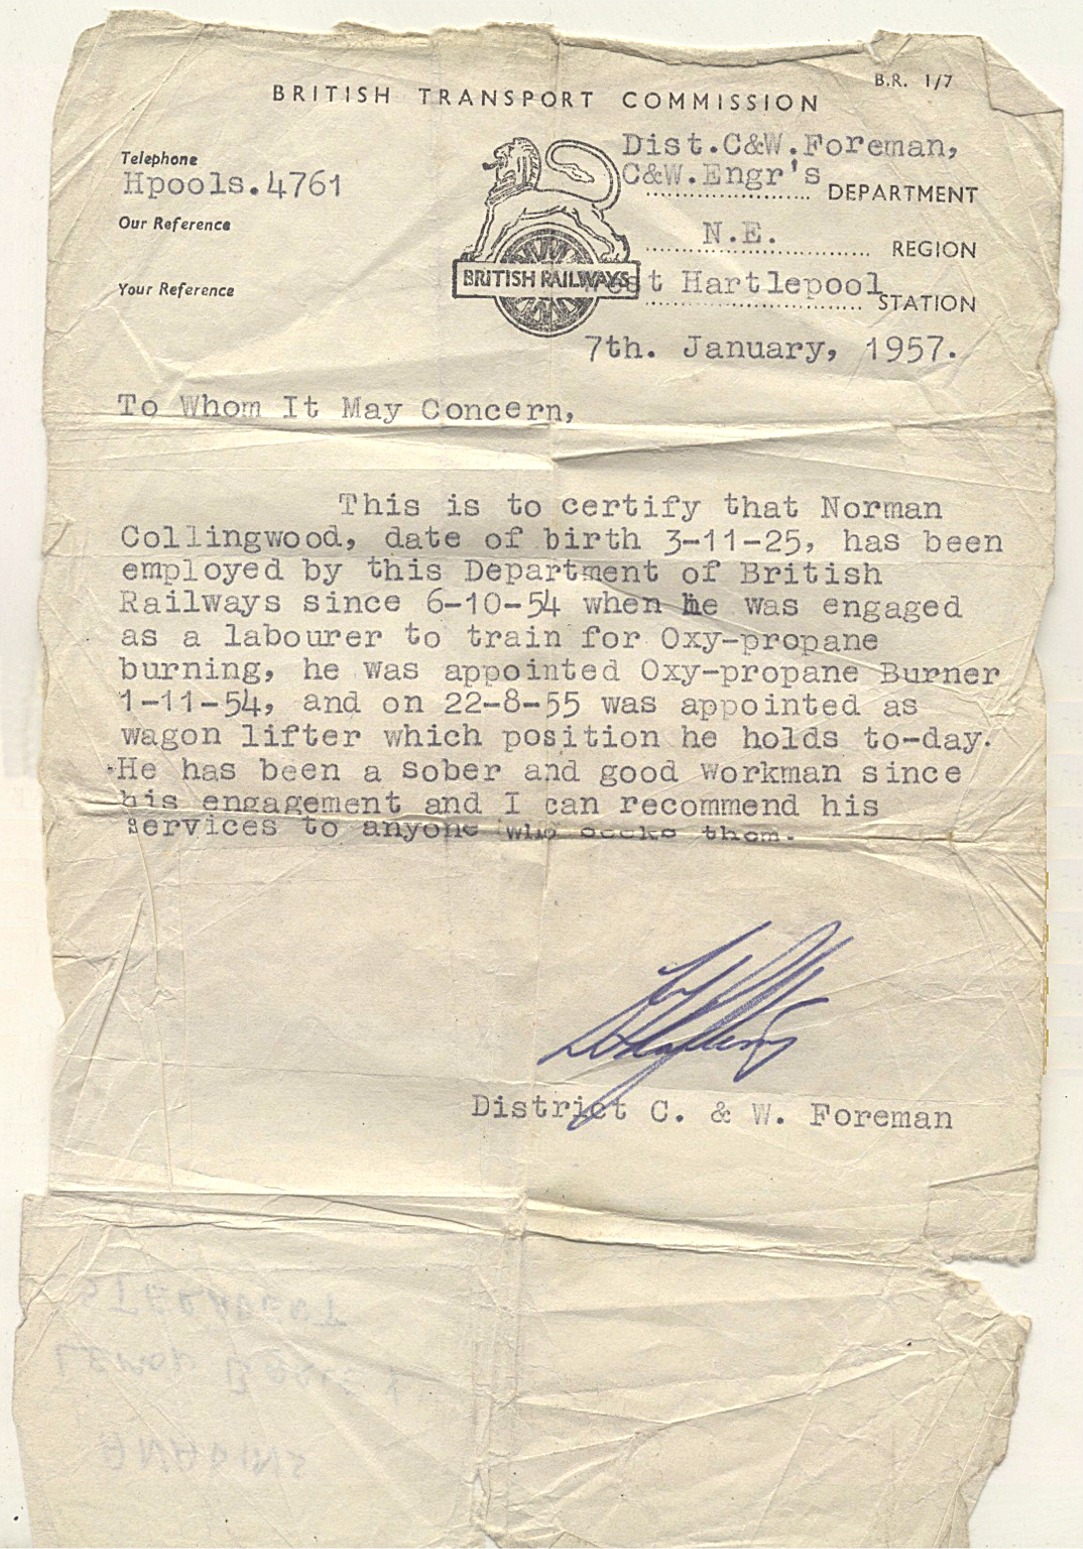 B.R. 1/7
BRITISH TRANSPORT COMMISSION
Telephone
Hpools.4761
Our Reference
Your Reference
BRITISH RAILWAYS
Dist.C&W.Foreman,
C&W.Engr's DEPARTMENT
N.E. REGION
West Hartlepool STATION
7th. January, 1957.
To Whom It May Concern,
This is to certify that Norman
Collingwood, date of birth 3-11-25, has been
employed by this Department of British
Railways since 6-10-54 when he was engaged
as a labourer to train for Oxy-propane
burning, he was appointed Oxy-propane Burner
1-11-54, and on 22-8-55 was appointed as
wagon lifter which position he holds to-day.
He has been a sober and good workman since
his engagement and I can recommend his
services to anyone who seeks them.
District C. & W. Foreman